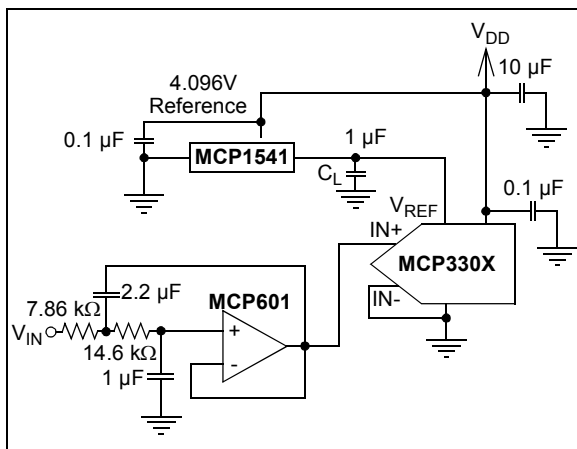 V_DD
10 µF
4.096V
Reference
0.1 µF
MCP1541
1 µF
C_L
V_REF
0.1 µF
IN+
MCP330X
IN-
2.2 µF
MCP601
7.86 kΩ
V_IN
14.6 kΩ
+
-
1 µF